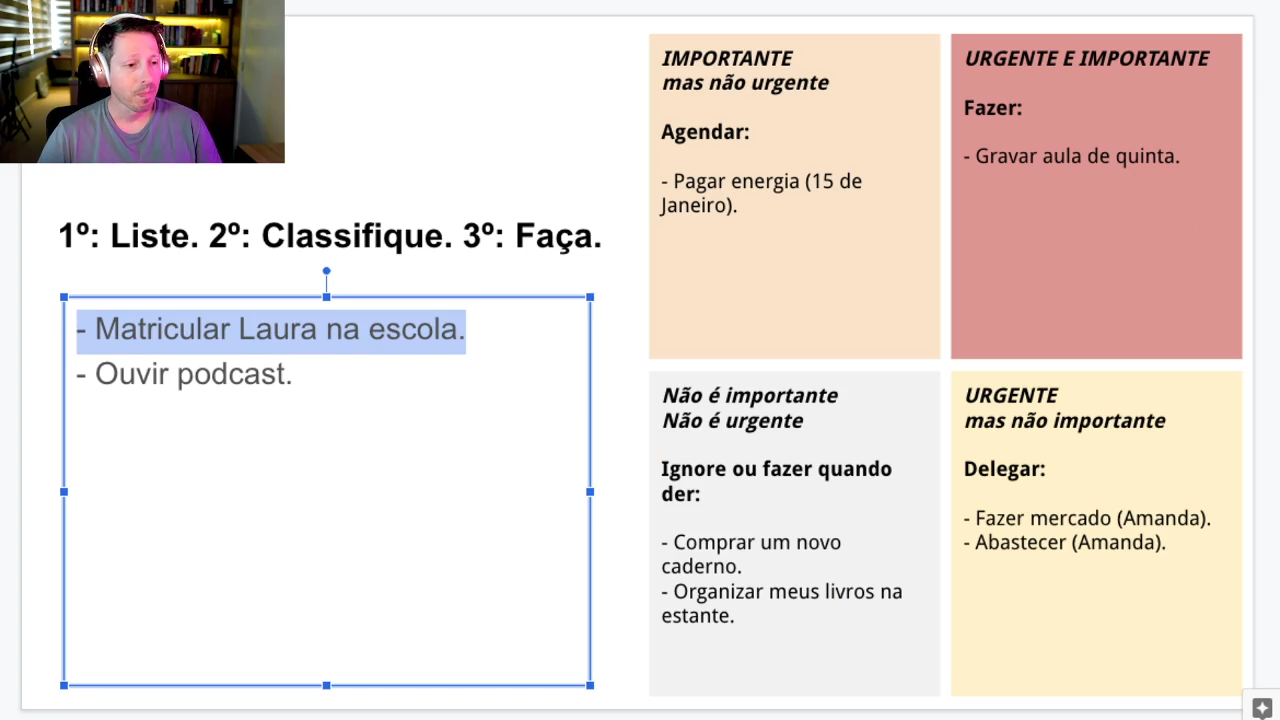 1º: Liste. 2º: Classifique. 3º: Faça.
- Matricular Laura na escola.
- Ouvir podcast.
IMPORTANTE
mas não urgente
Agendar:
- Pagar energia (15 de
Janeiro).
URGENTE E IMPORTANTE
Fazer:
- Gravar aula de quinta.
Não é importante
Não é urgente
Ignore ou fazer quando
der:
- Comprar um novo
caderno.
- Organizar meus livros na
estante.
URGENTE
mas não importante
Delegar:
- Fazer mercado (Amanda).
- Abastecer (Amanda).